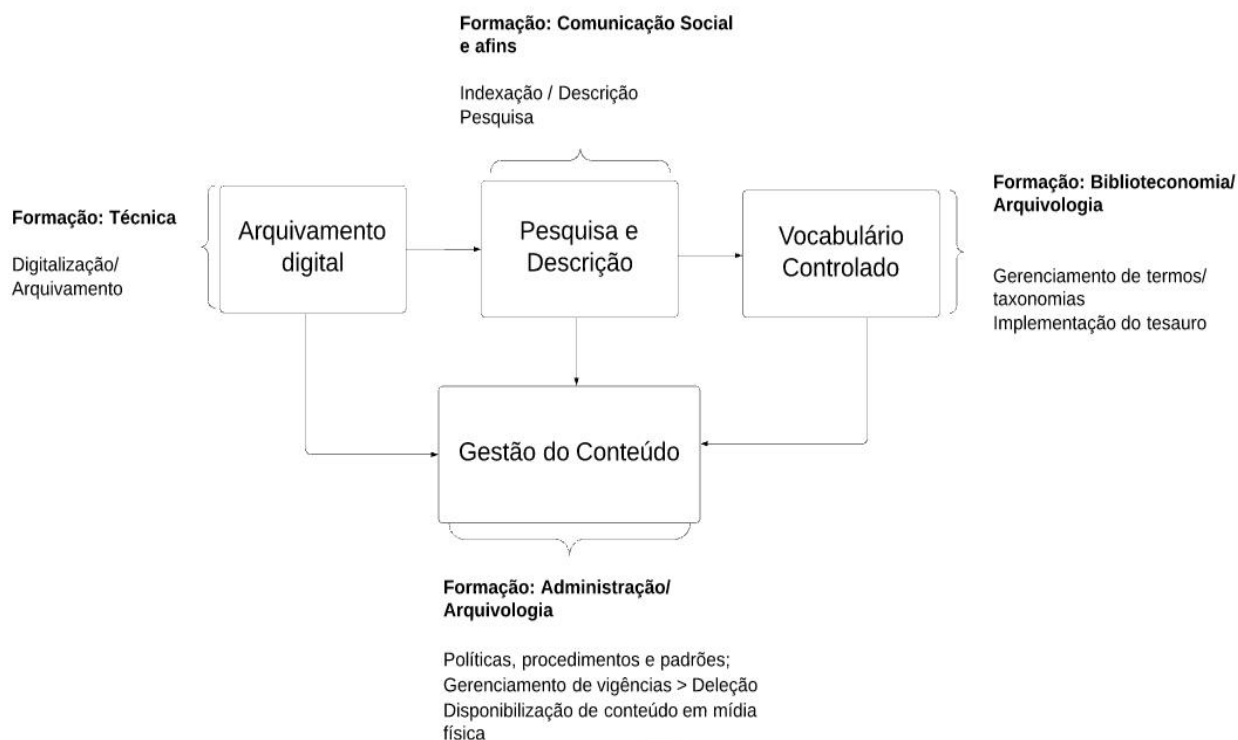 Formação: Comunicação Social
e afins
Indexação / Descrição
Pesquisa
Formação: Técnica
Digitalização/
Arquivamento
Arquivamento
digital
Pesquisa e
Descrição
Vocabulário
Controlado
Formação: Biblioteconomia/
Arquivologia
Gerenciamento de termos/
taxonomias
Implementação do tesauro
Gestão do Conteúdo
Formação: Administração/
Arquivologia
Políticas, procedimentos e padrões;
Gerenciamento de vigências > Deleção
Disponibilização de conteúdo em mídia
física